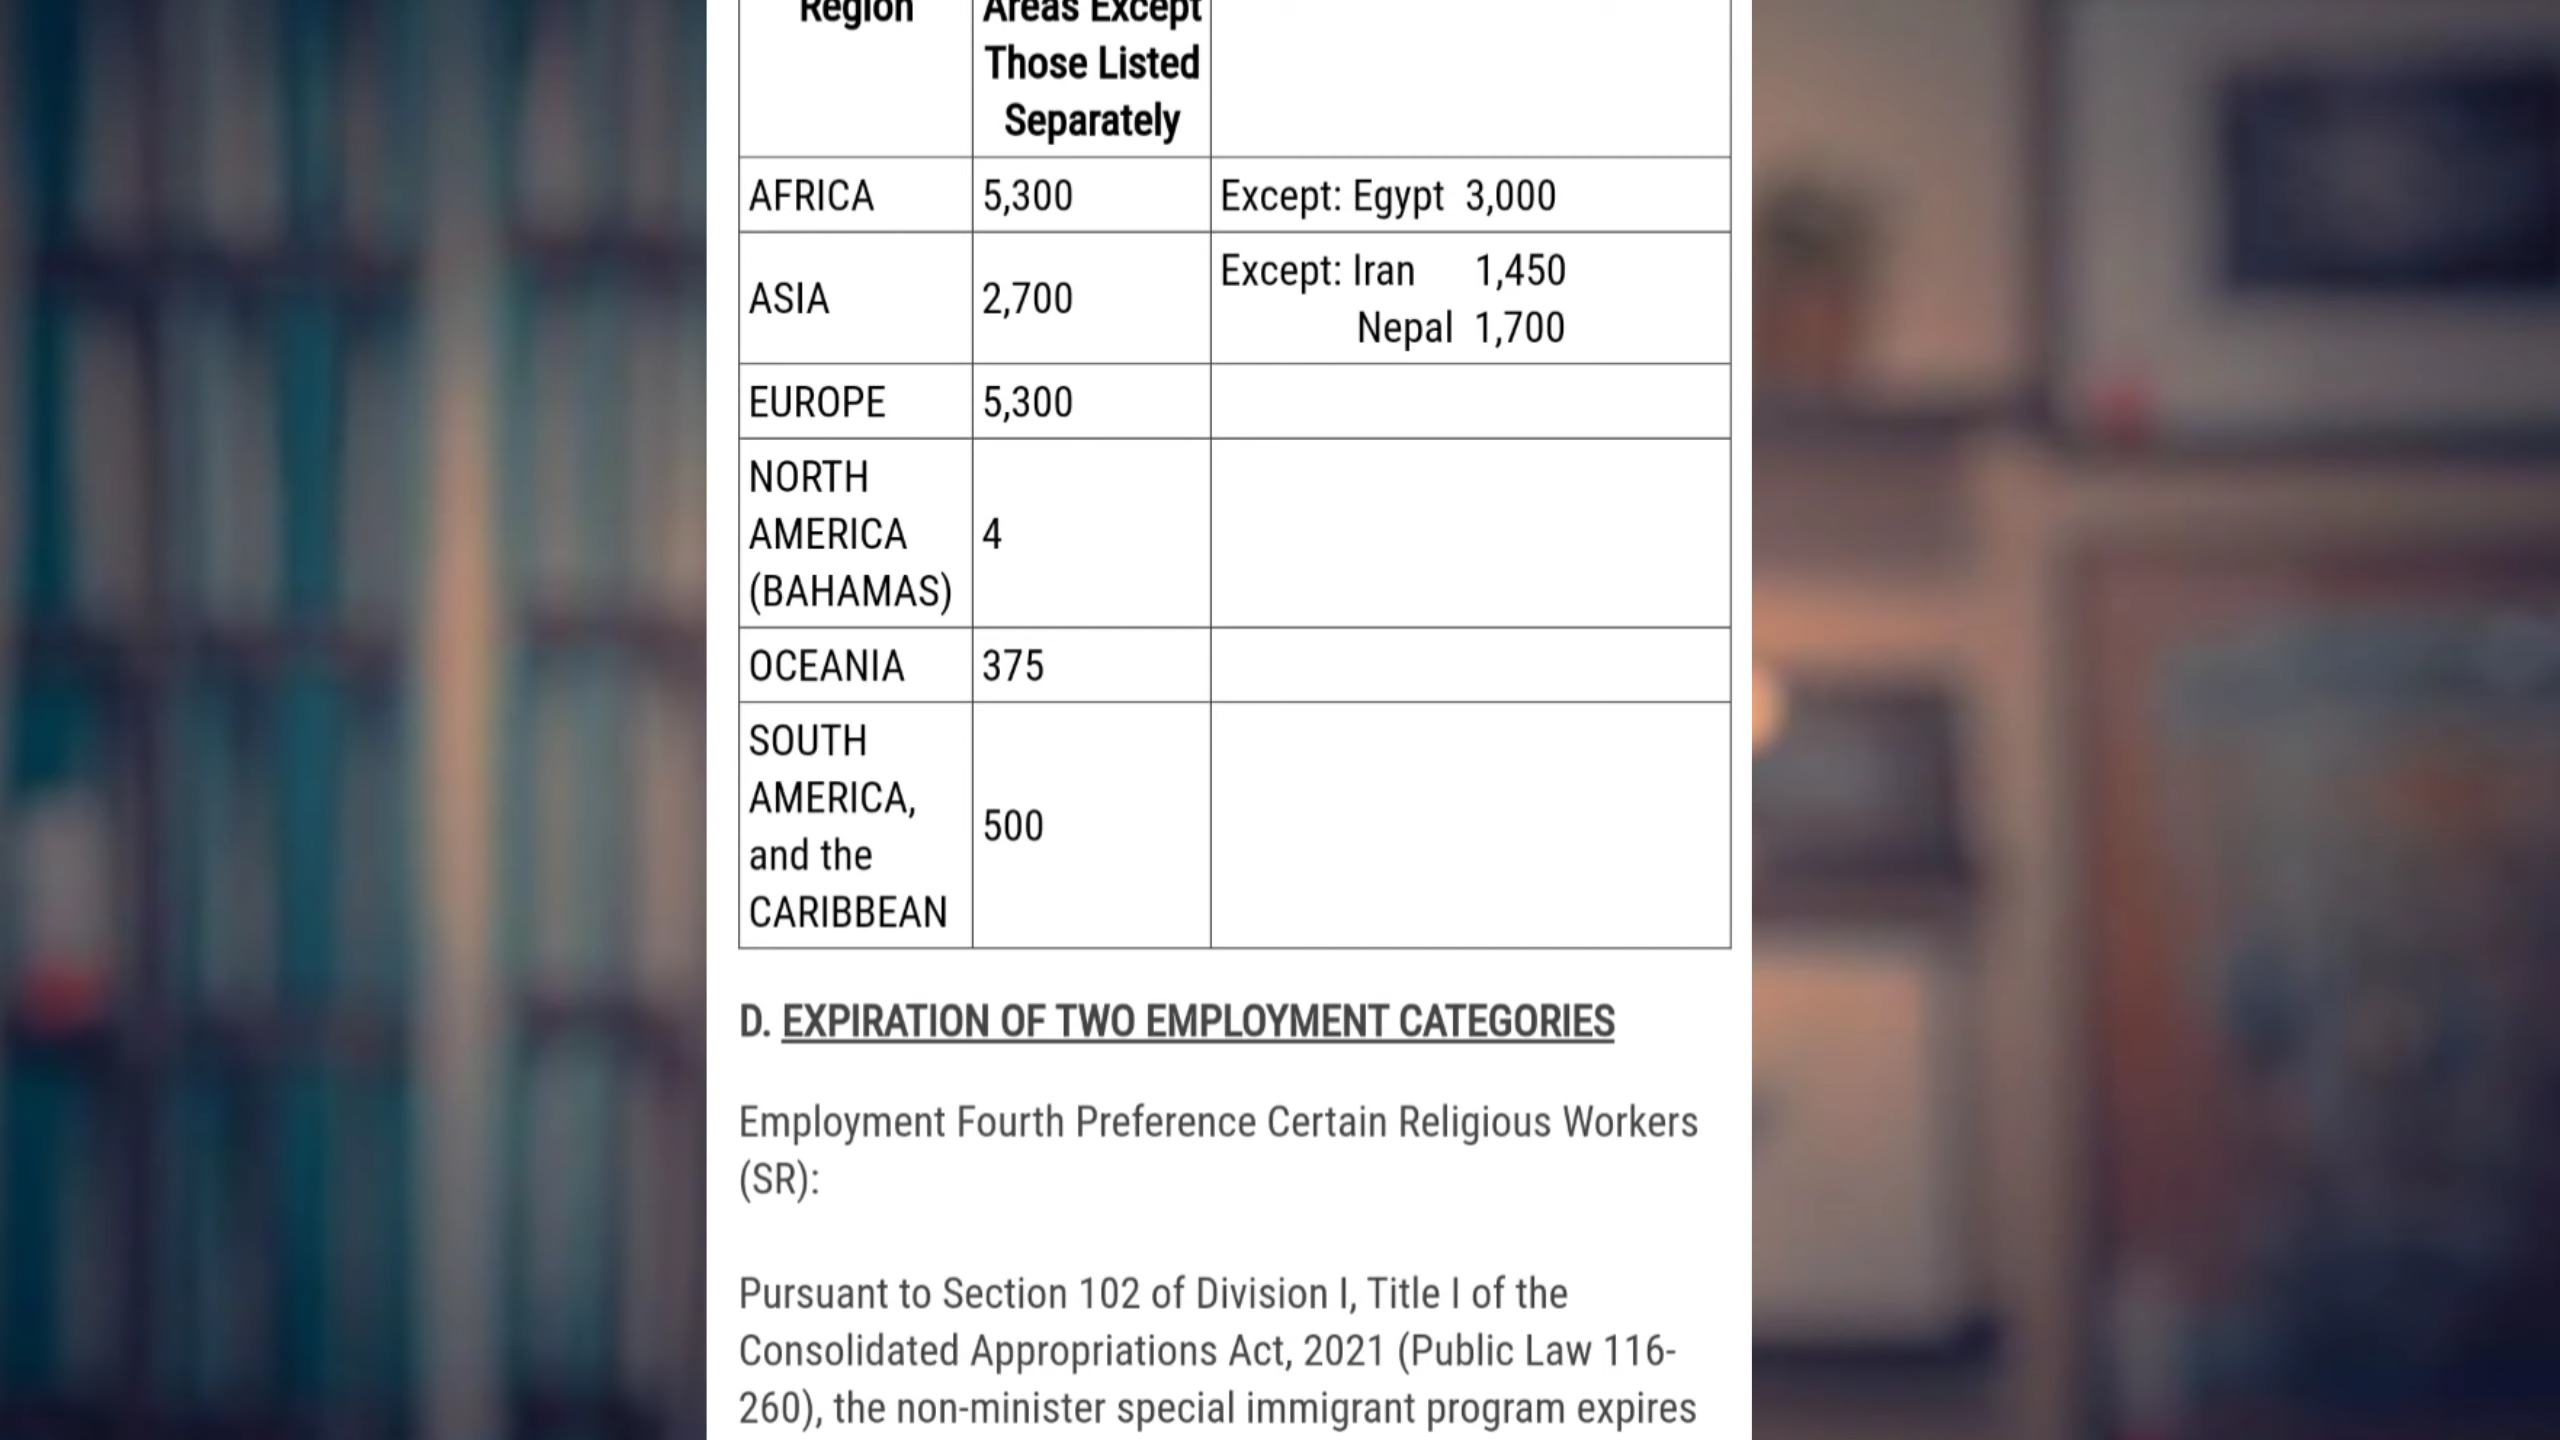 Region Areas Except
Those Listed
Separately
AFRICA 5,300 Except: Egypt 3,000
ASIA 2,700 Except: Iran 1,450
Nepal 1,700
EUROPE 5,300
NORTH
AMERICA 4
(BAHAMAS)
OCEANIA 375
SOUTH
AMERICA,
and the 500
CARIBBEAN
D. EXPIRATION OF TWO EMPLOYMENT CATEGORIES
Employment Fourth Preference Certain Religious Workers
(SR):
Pursuant to Section 102 of Division I, Title I of the
Consolidated Appropriations Act, 2021 (Public Law 116-
260), the non-minister special immigrant program expires